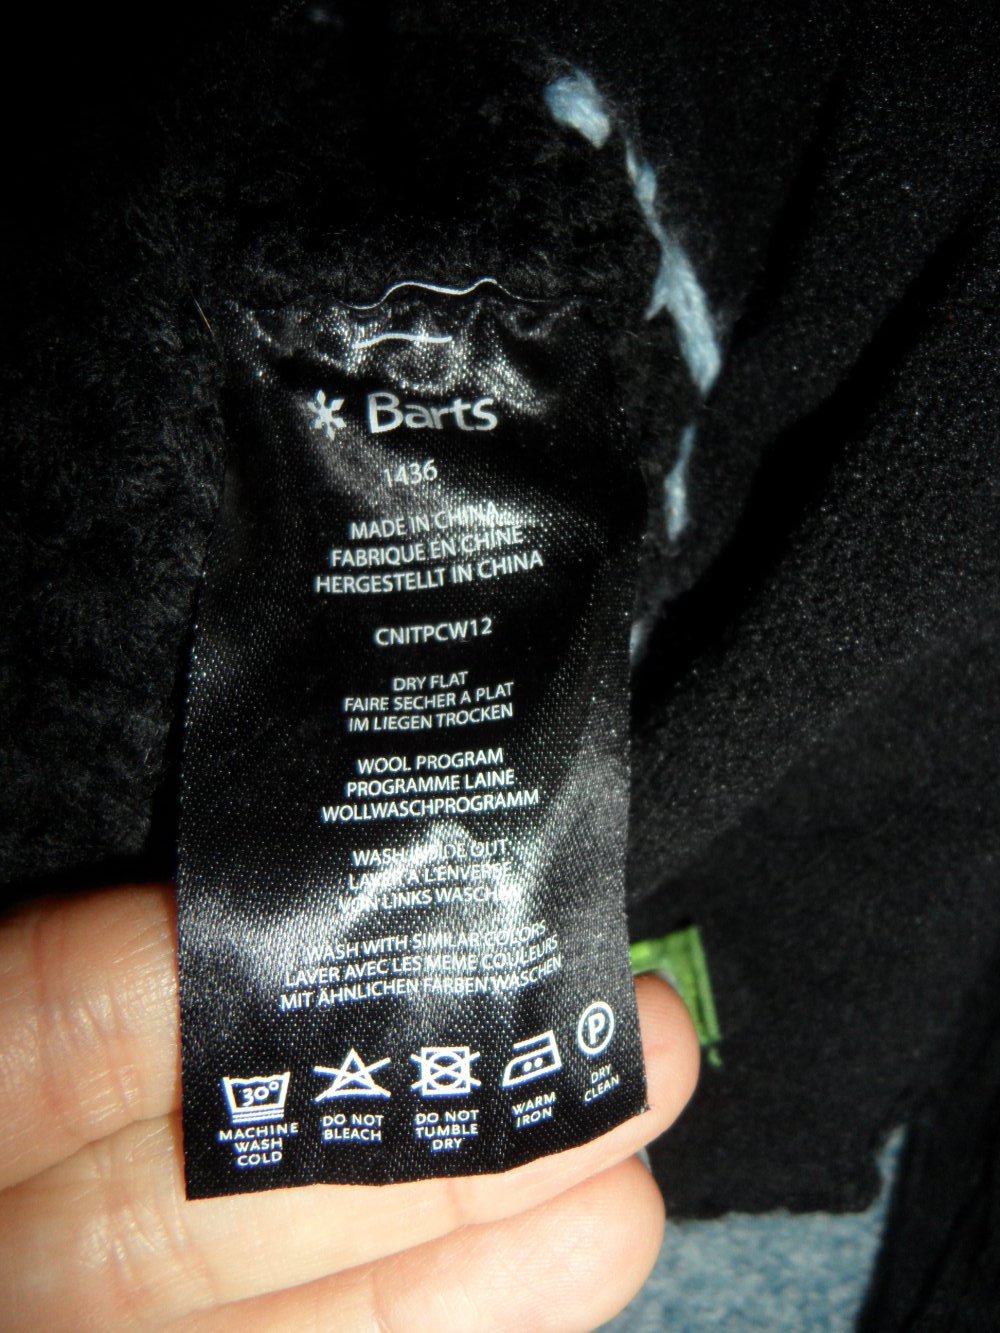 Barts
1436
MADE IN CHINA
FABRIQUE EN CHINE
HERGESTELLT IN CHINA
CNITPCW12
DRY FLAT
FAIRE SECHER A PLAT
IM LIEGEN TROCKEN
WOOL PROGRAM
PROGRAMME LAINE
WOLLWASCHPROGRAMM
WASH INSIDE OUT
LAVER A L'ENVERSE
VON LINKS WASCHEN
WASH WITH SIMILAR COLORS
LAVER AVEC LES MEME COULEURS
MIT ÄHNLICHEN FARBEN WASCHEN
30°
MACHINE
WASH
COLD
DO NOT
BLEACH
DO NOT
TUMBLE
DRY
WARM
IRON
P
DRY
CLEAN